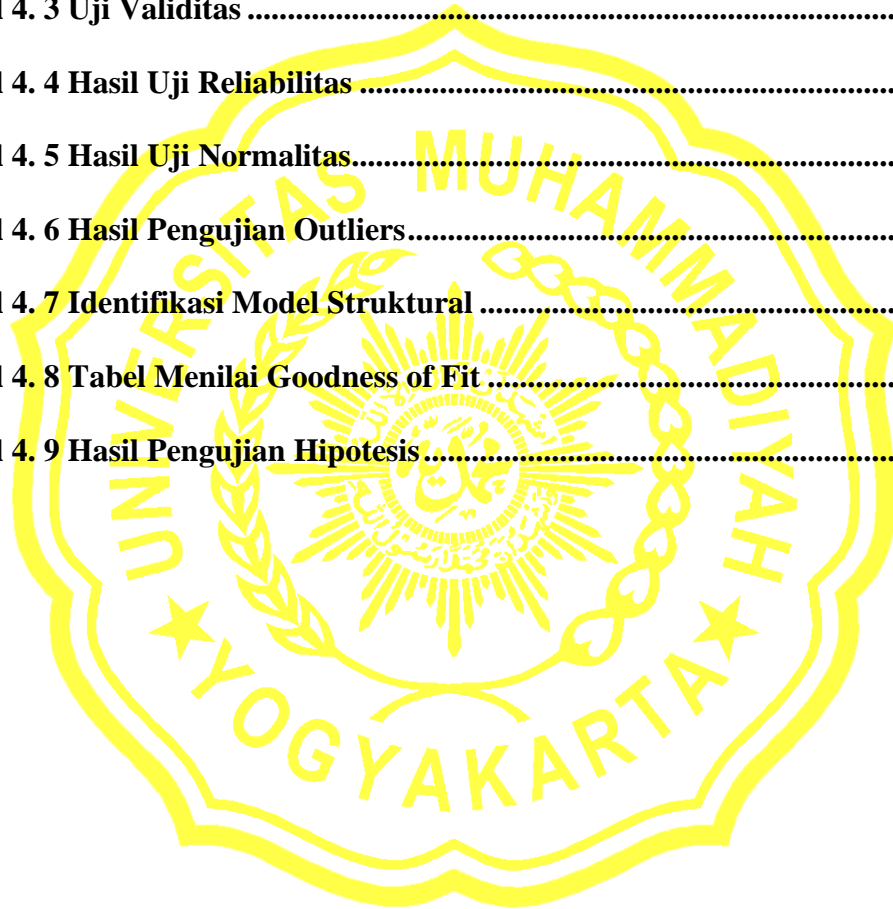 l 4. 3 Uji Validitas ........................................................................................
l 4. 4 Hasil Uji Reliabilitas ........................................................................
l 4. 5 Hasil Uji Normalitas.........................................................................
l 4. 6 Hasil Pengujian Outliers..................................................................
l 4. 7 Identifikasi Model Struktural ........................................................
l 4. 8 Tabel Menilai Goodness of Fit .......................................................
l 4. 9 Hasil Pengujian Hipotesis ...............................................................
UNIVERSITAS MUHAMMADIYAH
YOGYAKARTA